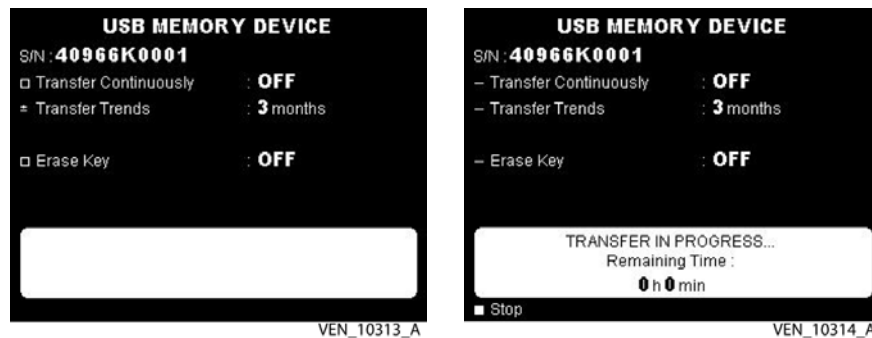 USB MEMORY DEVICE
S/N : 40966K0001
Transfer Continuously : OFF
± Transfer Trends : 3 months
Erase Key : OFF
VEN_10313_A
USB MEMORY DEVICE
S/N : 40966K0001
– Transfer Continuously : OFF
– Transfer Trends : 3 months
– Erase Key : OFF
TRANSFER IN PROGRESS...
Remaining Time :
0 h 0 min
Stop
VEN_10314_A